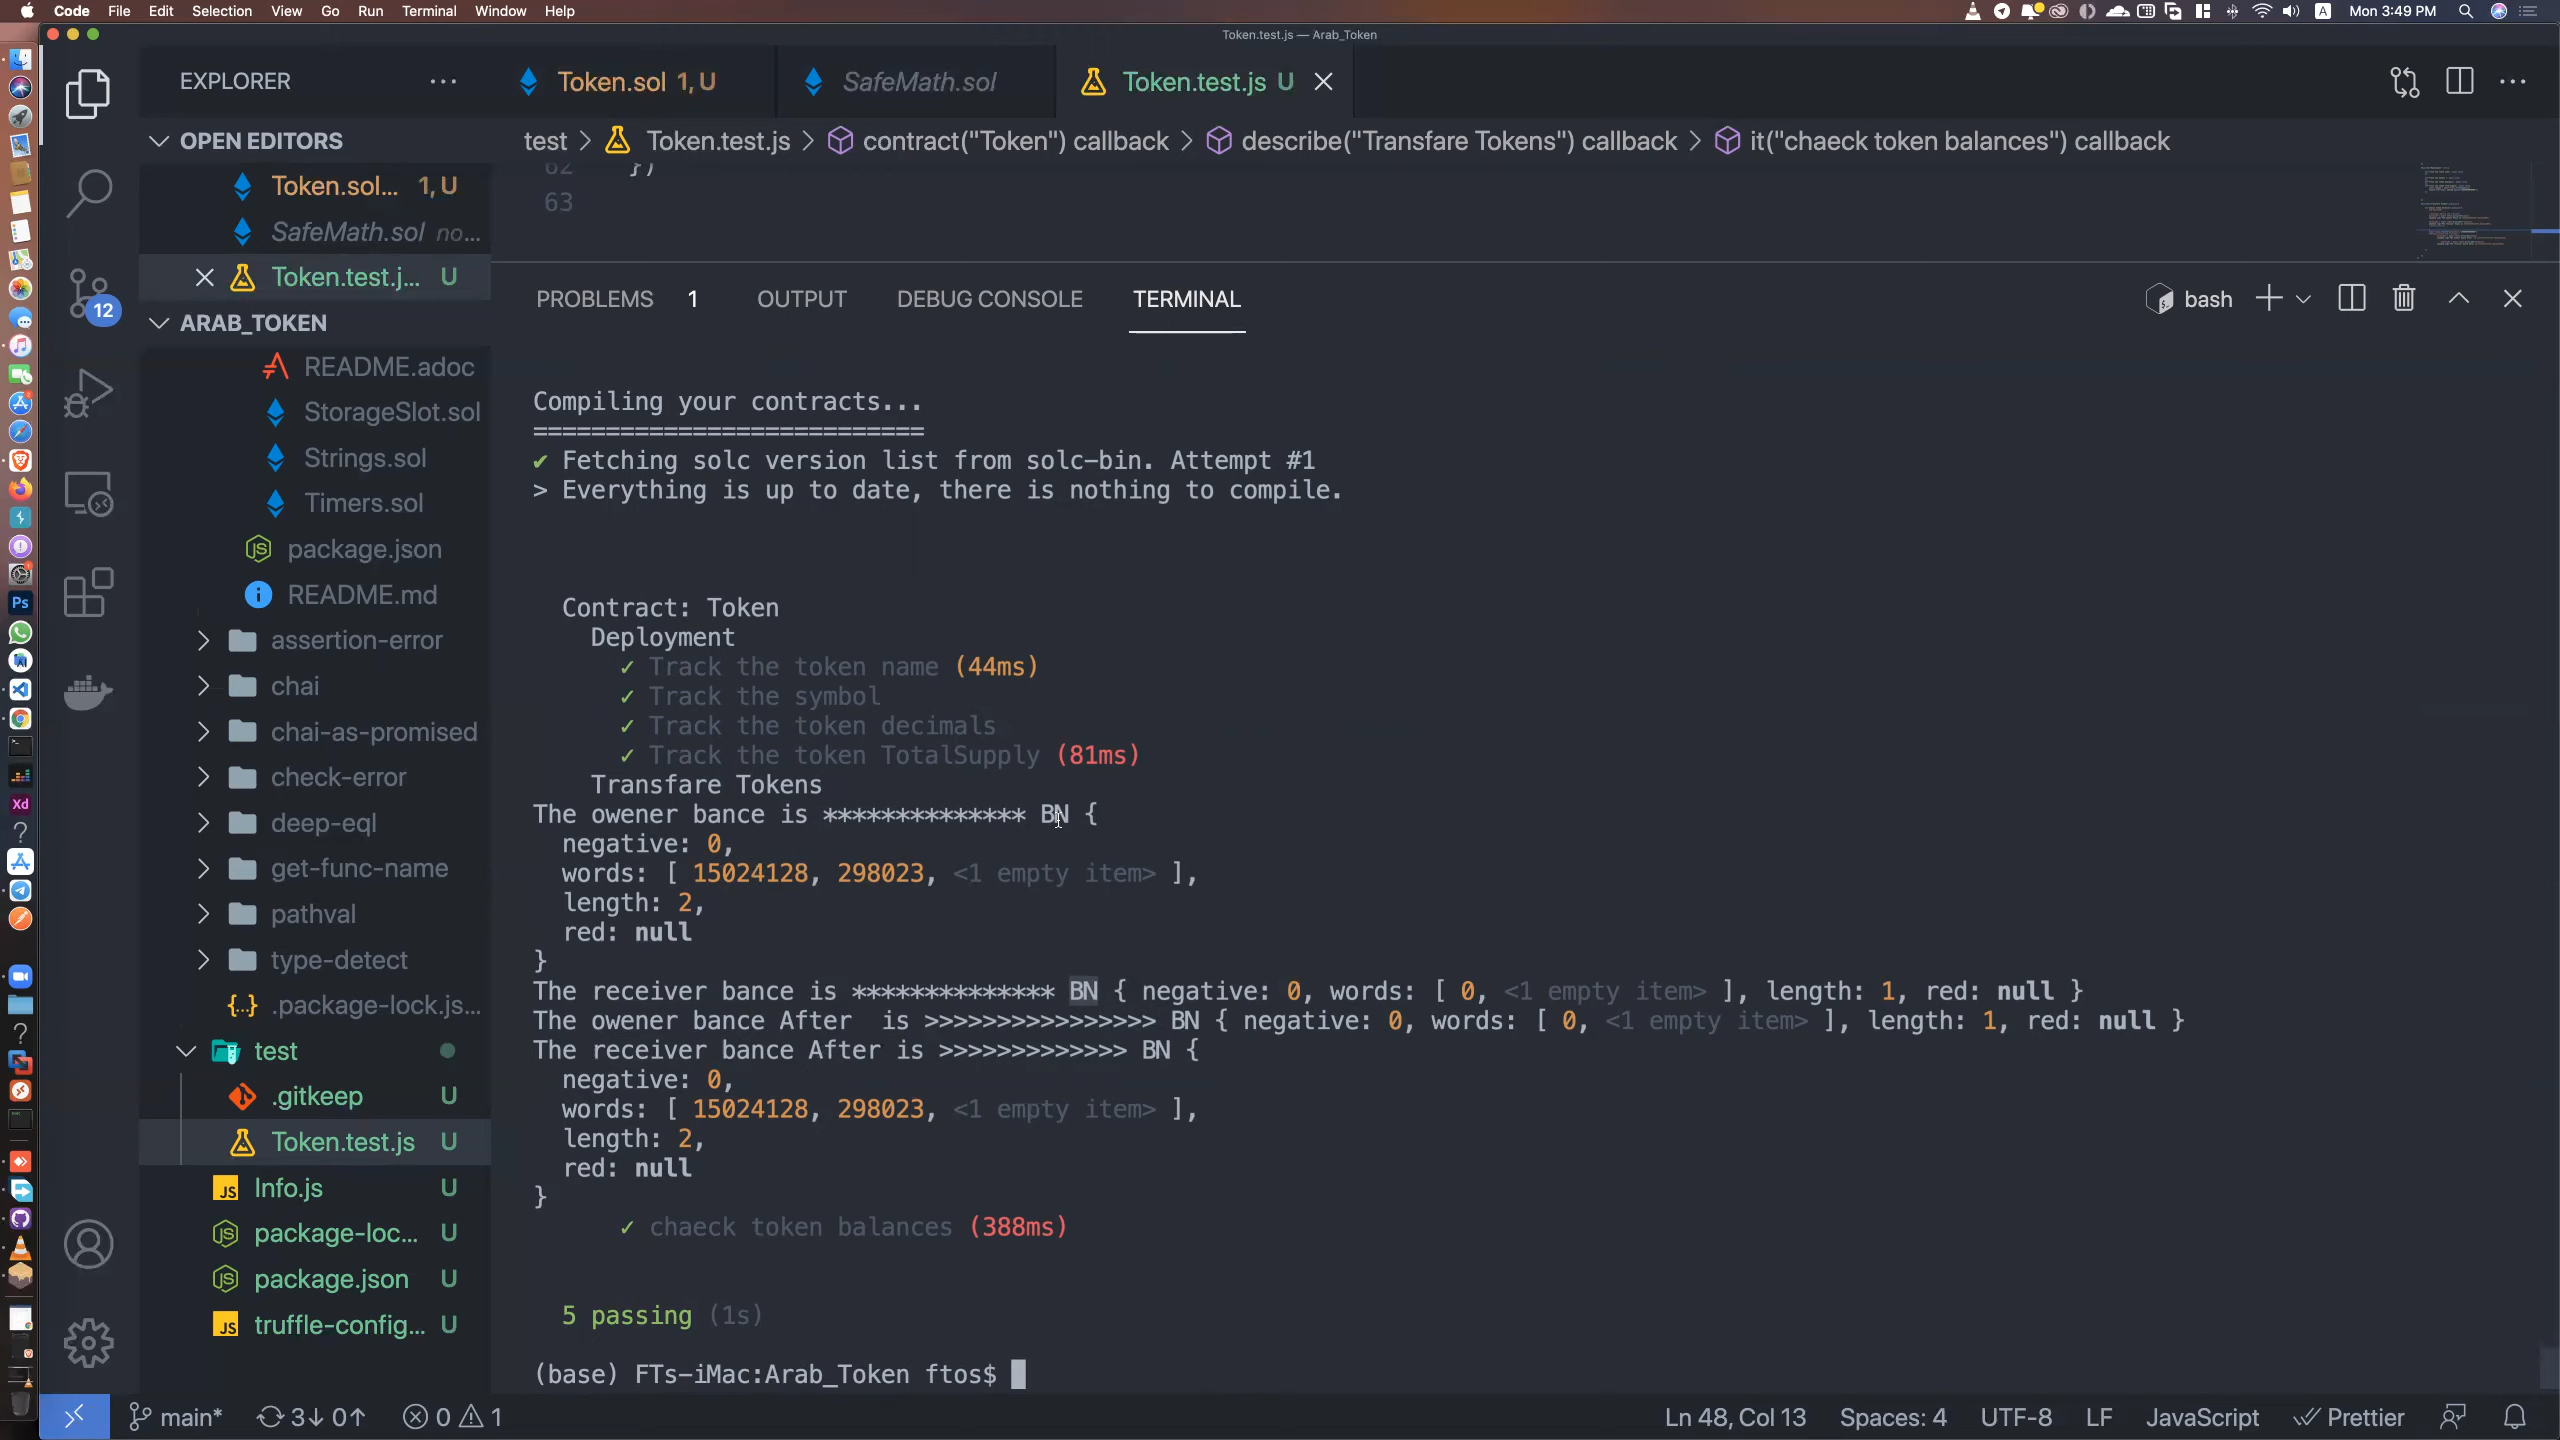 Code File Edit Selection View Go Run Terminal Window Help
A Mon 3:49 PM
Token.test.js — Arab_Token
EXPLORER
Token.sol 1, U
SafeMath.sol
Token.test.js U
OPEN EDITORS
test > Token.test.js > contract("Token") callback > describe("Transfare Tokens") callback > it("chaeck token balances") callback
Token.sol... 1, U
SafeMath.sol no...
Token.test.j... U
12
62 })
63
ARAB_TOKEN
PROBLEMS 1 OUTPUT DEBUG CONSOLE TERMINAL
bash
README.adoc
StorageSlot.sol
Strings.sol
Timers.sol
package.json
README.md
assertion-error
chai
chai-as-promised
check-error
deep-eql
get-func-name
pathval
type-detect
.package-lock.js...
test
.gitkeep U
Token.test.js U
Info.js U
package-loc... U
package.json U
truffle-config... U
Compiling your contracts...
===========================
✔ Fetching solc version list from solc-bin. Attempt #1
> Everything is up to date, there is nothing to compile.
Contract: Token
Deployment
✓ Track the token name (44ms)
✓ Track the symbol
✓ Track the token decimals
✓ Track the token TotalSupply (81ms)
Transfare Tokens
The owener bance is ************** BN {
negative: 0,
words: [ 15024128, 298023, <1 empty item> ],
length: 2,
red: null
}
The receiver bance is ************** BN { negative: 0, words: [ 0, <1 empty item> ], length: 1, red: null }
The owener bance After  is >>>>>>>>>>>>>>>> BN { negative: 0, words: [ 0, <1 empty item> ], length: 1, red: null }
The receiver bance After is >>>>>>>>>>>>> BN {
negative: 0,
words: [ 15024128, 298023, <1 empty item> ],
length: 2,
red: null
}
✓ chaeck token balances (388ms)
5 passing (1s)
(base) FTs-iMac:Arab_Token ftos$
main* 3↓ 0↑ 0 1
Ln 48, Col 13 Spaces: 4 UTF-8 LF JavaScript Prettier
Ps
Xd